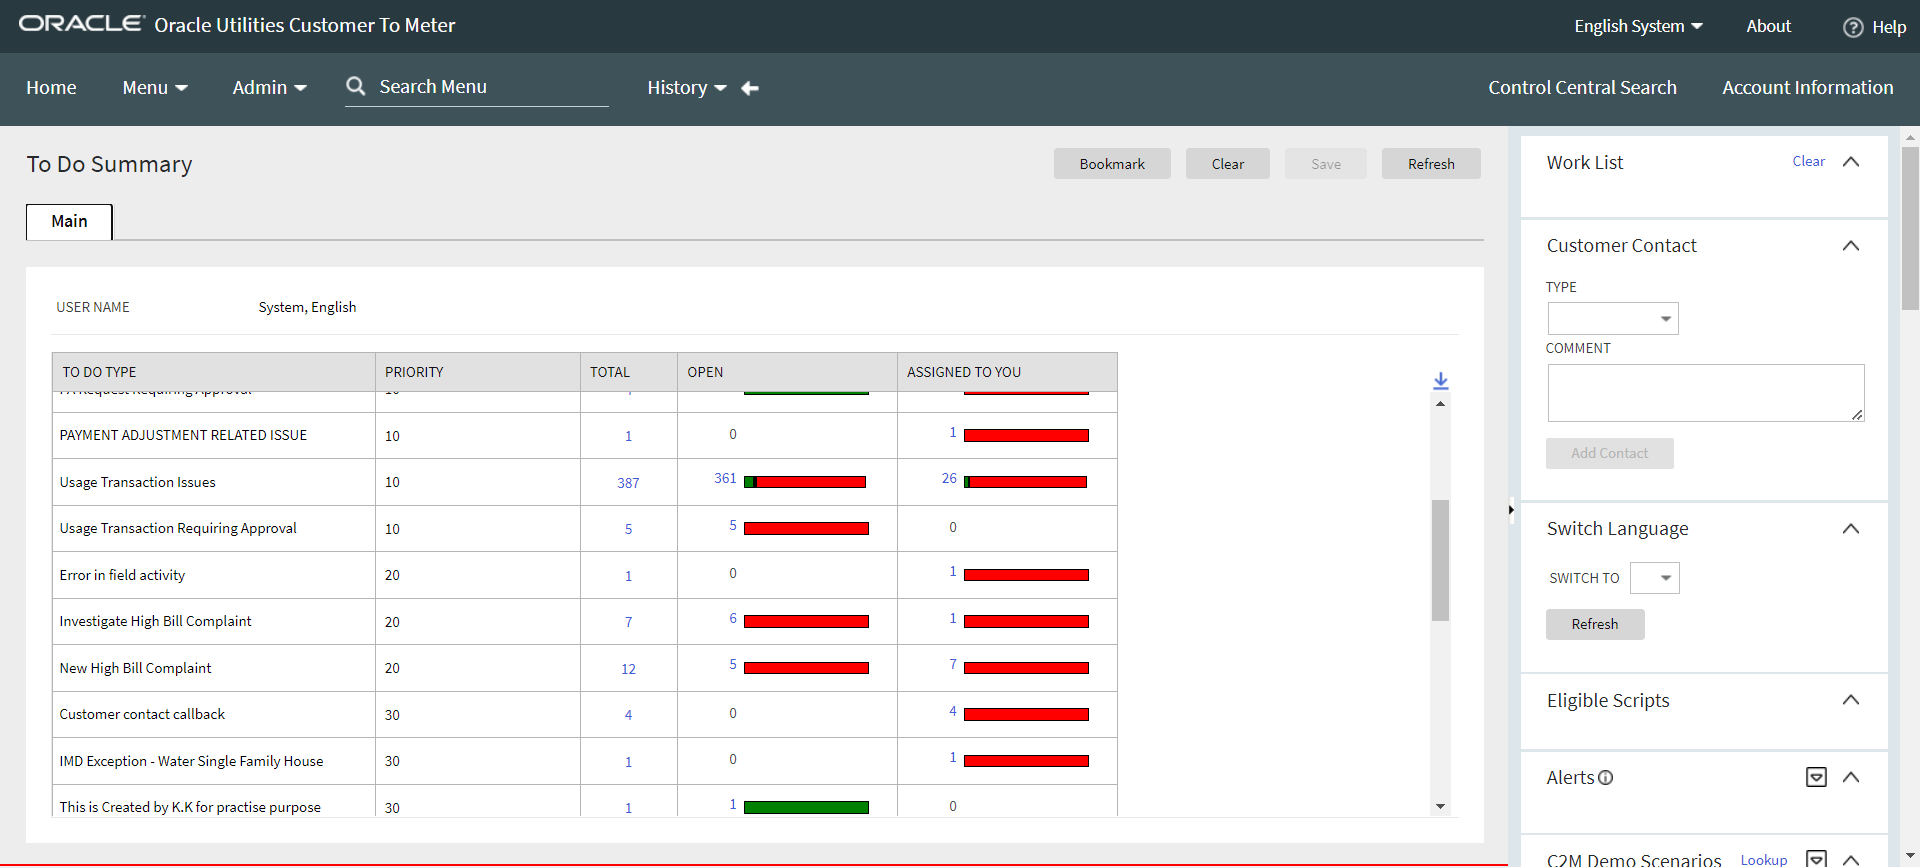 ORACLE Oracle Utilities Customer To Meter English System About Help
Home Menu Admin Search Menu History Control Central Search Account Information
To Do Summary Bookmark Clear Save Refresh
Main
USER NAME System, English
TO DO TYPE PRIORITY TOTAL OPEN ASSIGNED TO YOU
PAYMENT ADJUSTMENT RELATED ISSUE 10 1 0 1
Usage Transaction Issues 10 387 361 26
Usage Transaction Requiring Approval 10 5 5 0
Error in field activity 20 1 0 1
Investigate High Bill Complaint 20 7 6 1
New High Bill Complaint 20 12 5 7
Customer contact callback 30 4 0 4
IMD Exception - Water Single Family House 30 1 0 1
This is Created by K.K for practise purpose 30 1 1 0
Work List Clear
Customer Contact
TYPE
COMMENT
Add Contact
Switch Language
SWITCH TO
Refresh
Eligible Scripts
Alerts
C2M Demo Scenarios Lookup